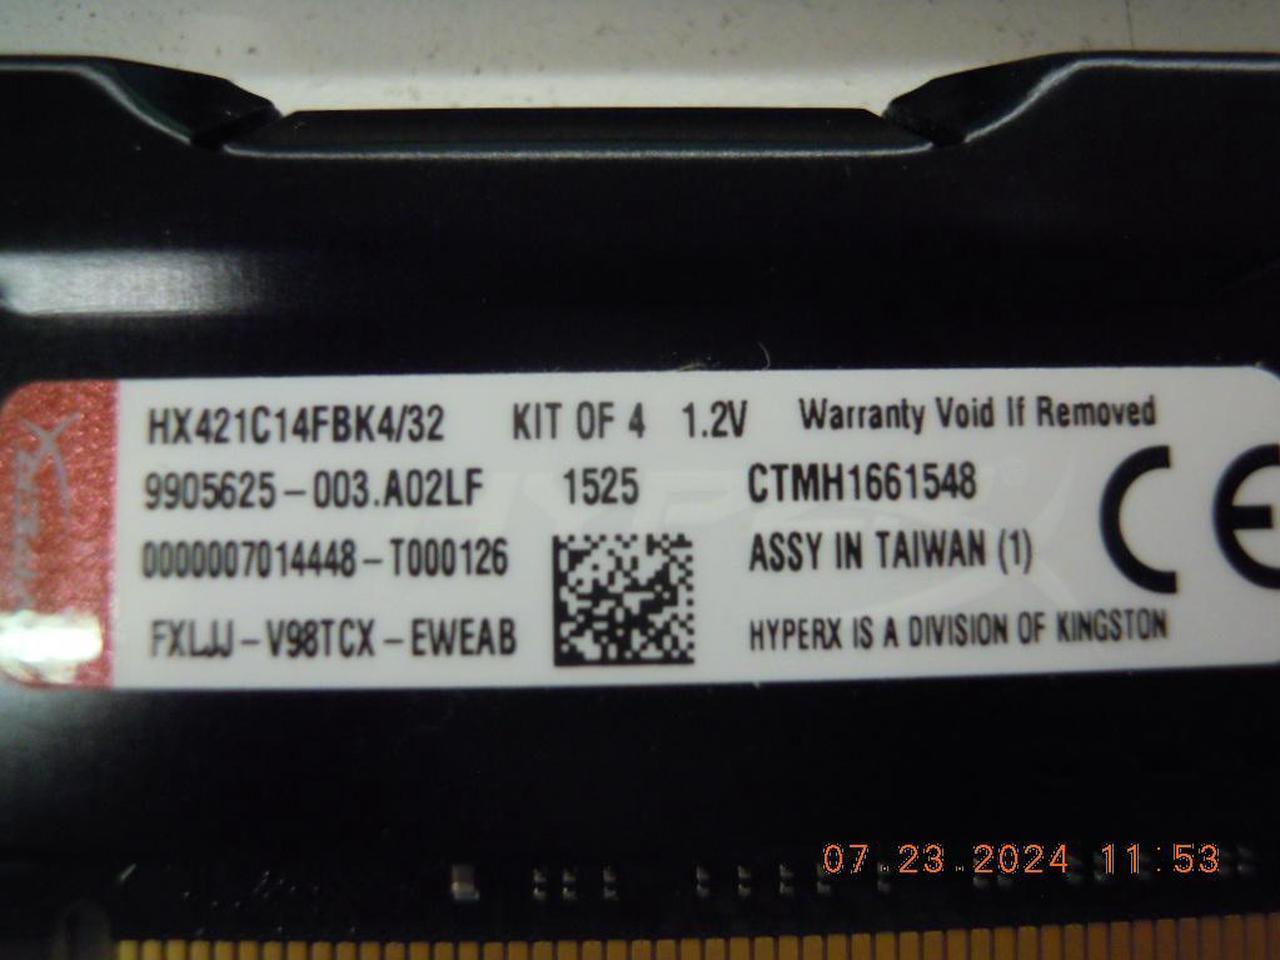 HX421C14FBK4/32 KIT OF 4 1.2V Warranty Void If Removed
9905625-003.A02LF 1525 CTMH1661548
0000007014448-T000126 ASSY IN TAIWAN (1)
FXLJJ-V98TCX-EWEAB HYPERX IS A DIVISION OF KINGSTON
CE
07.23.2024 11:53